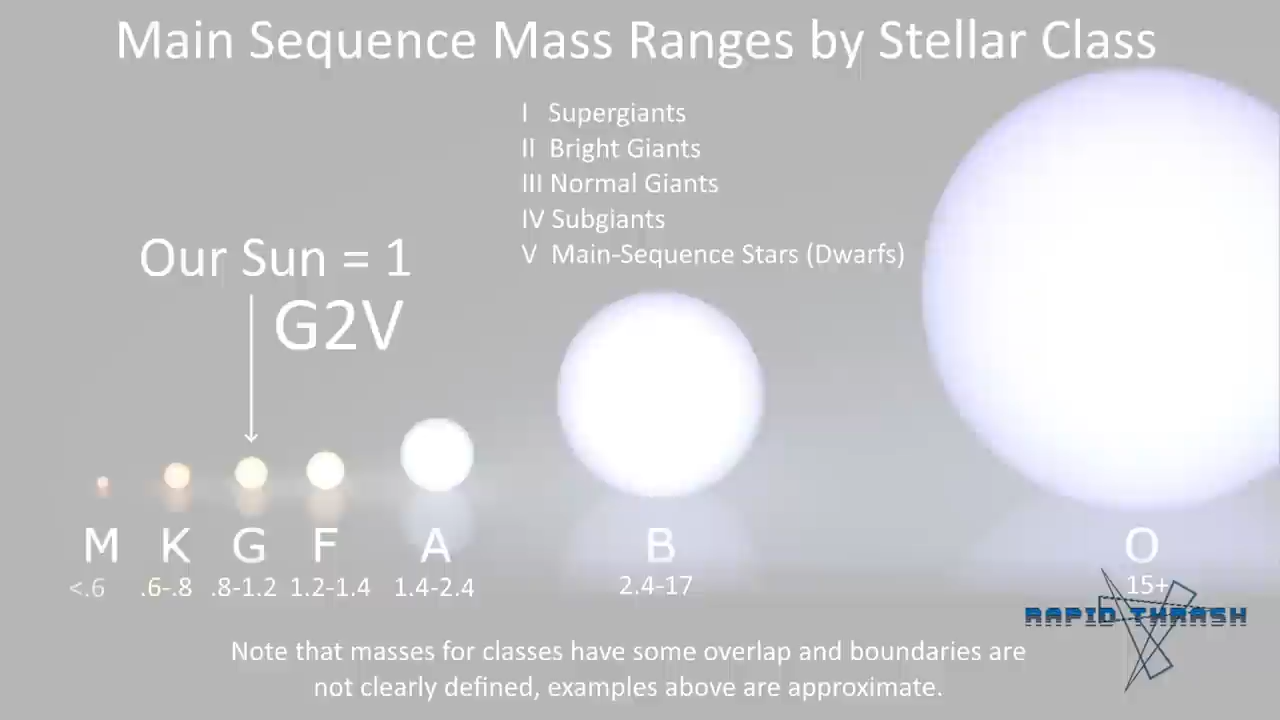 Main Sequence Mass Ranges by Stellar Class
I Supergiants
II Bright Giants
III Normal Giants
IV Subgiants
V Main-Sequence Stars (Dwarfs)
Our Sun = 1
G2V
M K G F A B O
<.6 .6-.8 .8-1.2 1.2-1.4 1.4-2.4 2.4-17 15+
RAPID THRASH
Note that masses for classes have some overlap and boundaries are
not clearly defined, examples above are approximate.